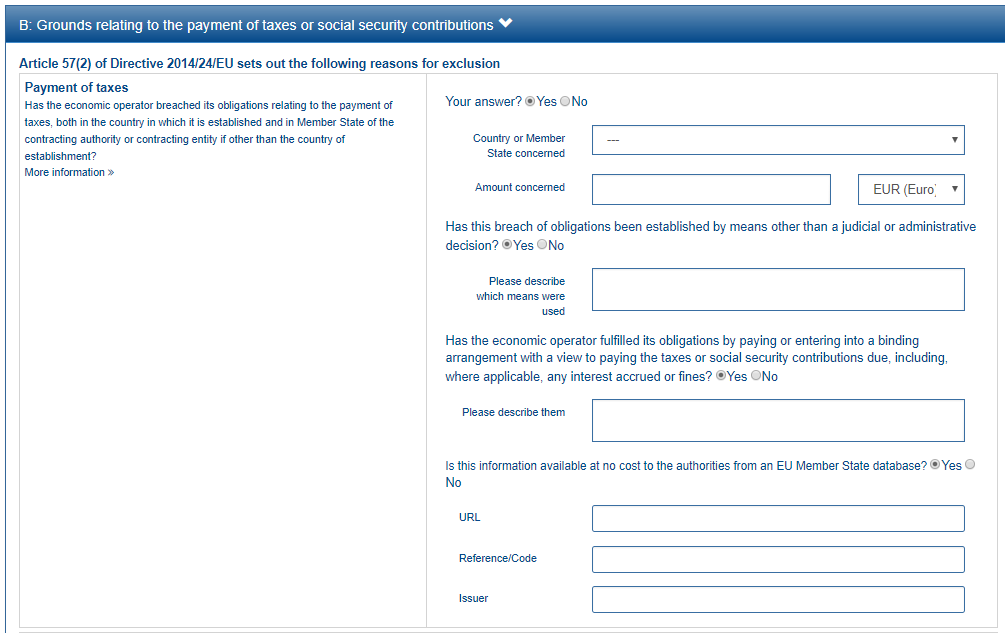 B: Grounds relating to the payment of taxes or social security contributions
Article 57(2) of Directive 2014/24/EU sets out the following reasons for exclusion
Payment of taxes
Has the economic operator breached its obligations relating to the payment of
taxes, both in the country in which it is established and in Member State of the
contracting authority or contracting entity if other than the country of
establishment?
More information »
Your answer? Yes No
Country or Member
State concerned
---
Amount concerned
EUR (Euro)
Has this breach of obligations been established by means other than a judicial or administrative
decision? Yes No
Please describe
which means were
used
Has the economic operator fulfilled its obligations by paying or entering into a binding
arrangement with a view to paying the taxes or social security contributions due, including,
where applicable, any interest accrued or fines? Yes No
Please describe them
Is this information available at no cost to the authorities from an EU Member State database? Yes
No
URL
Reference/Code
Issuer